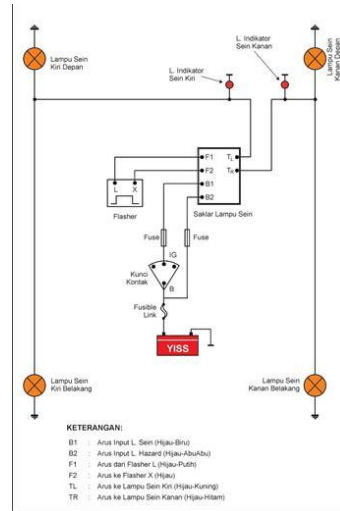 Lampu Sein
Kiri Depan
L. Indikator
Sein Kiri
L. Indikator
Sein Kanan
Lampu Sein
Kanan Depan
F1
F2
B1
B2
TL
TR
Saklar Lampu Sein
L
X
Flasher
Fuse
Fuse
IG
Kunci
Kontak
B
Fusible
Link
YISS
Lampu Sein
Kiri Belakang
Lampu Sein
Kanan Belakang
KETERANGAN:
B1 : Arus Input L. Sein (Hijau-Biru)
B2 : Arus Input L. Hazard (Hijau-AbuAbu)
F1 : Arus dari Flasher L (Hijau-Putih)
F2 : Arus ke Flasher X (Hijau)
TL : Arus ke Lampu Sein Kiri (Hijau-Kuning)
TR : Arus ke Lampu Sein Kanan (Hijau-Hitam)